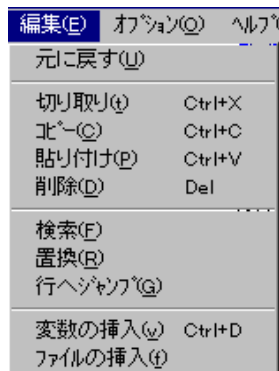 編集(E) ｵﾌﾟｼｮﾝ(O) ﾍﾙﾌﾟ
元に戻す(U)
切り取り(t) Ctrl+X
ｺﾋﾟｰ(C) Ctrl+C
貼り付け(P) Ctrl+V
削除(D) Del
検索(F)
置換(R)
行へｼﾞｬﾝﾌﾟ(G)
変数の挿入(v) Ctrl+D
ﾌｧｲﾙの挿入(f)